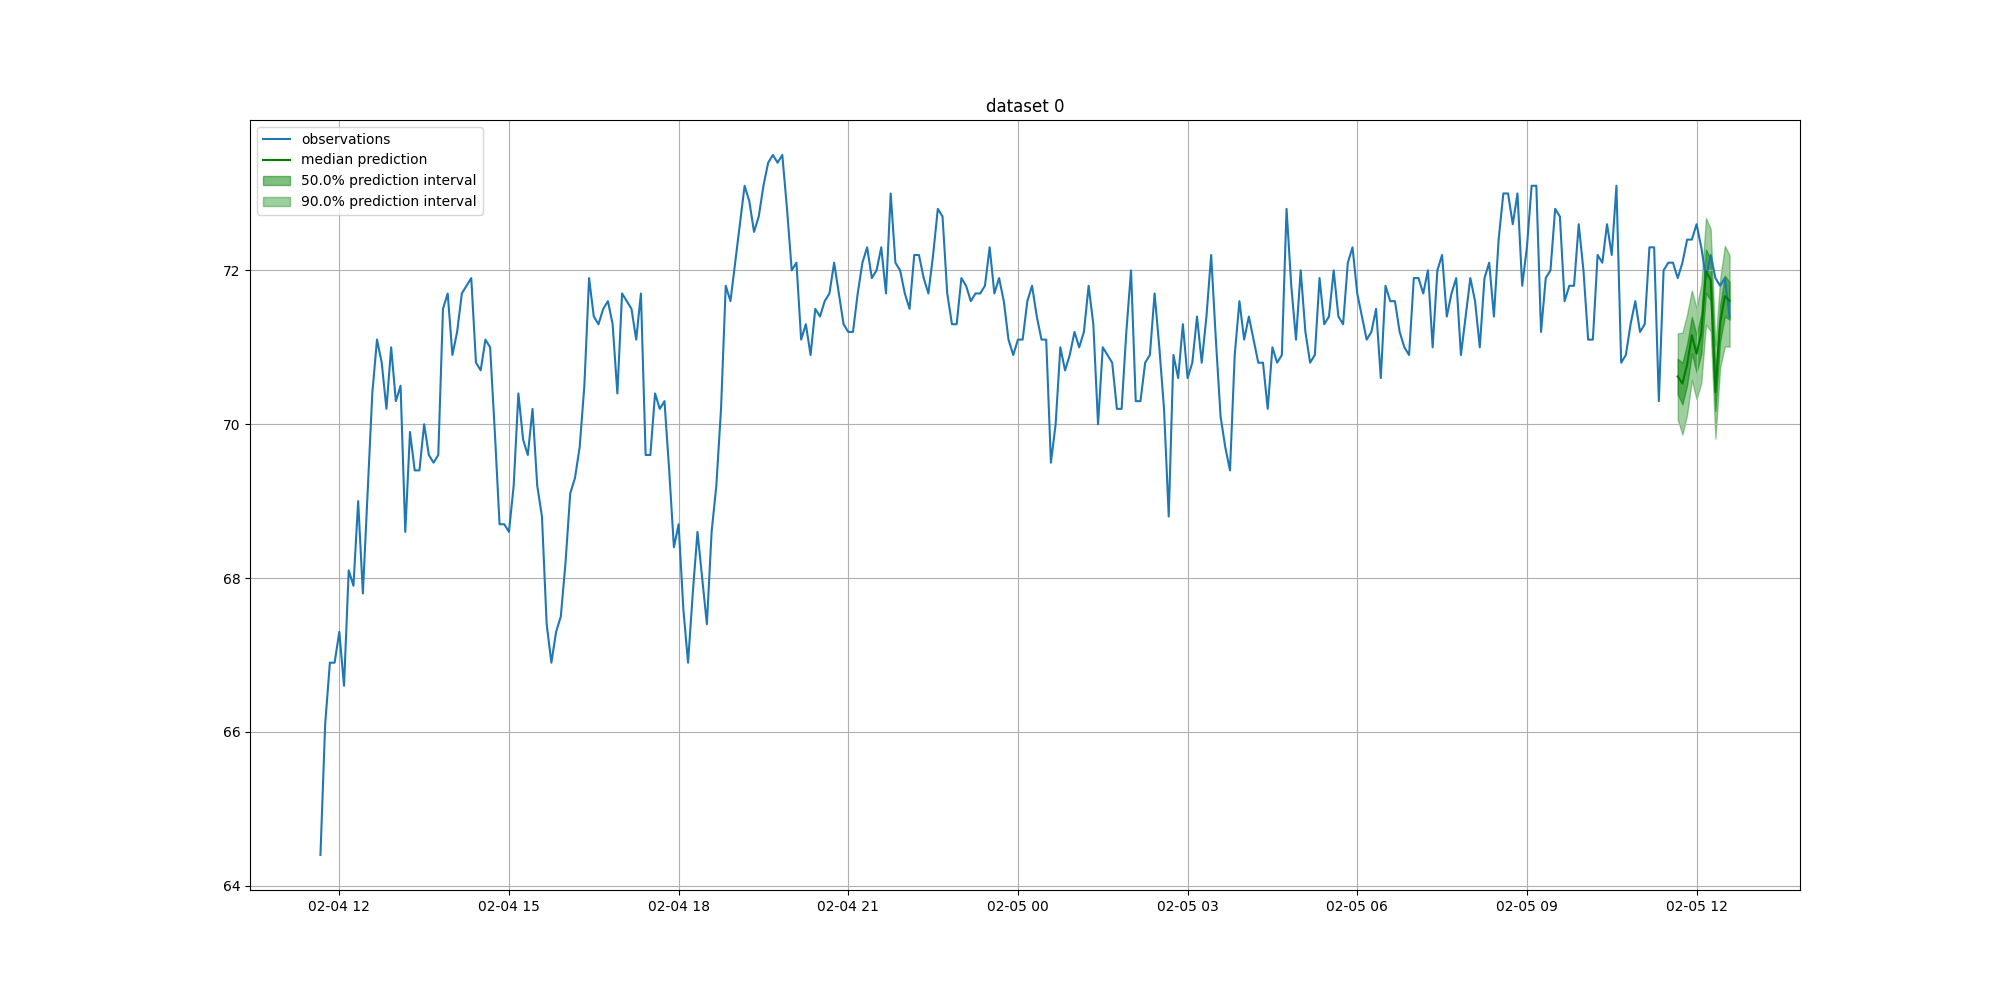 dataset 0
observations
median prediction
50.0% prediction interval
90.0% prediction interval
72
70
68
66
64
02-04 12
02-04 15
02-04 18
02-04 21
02-05 00
02-05 03
02-05 06
02-05 09
02-05 12